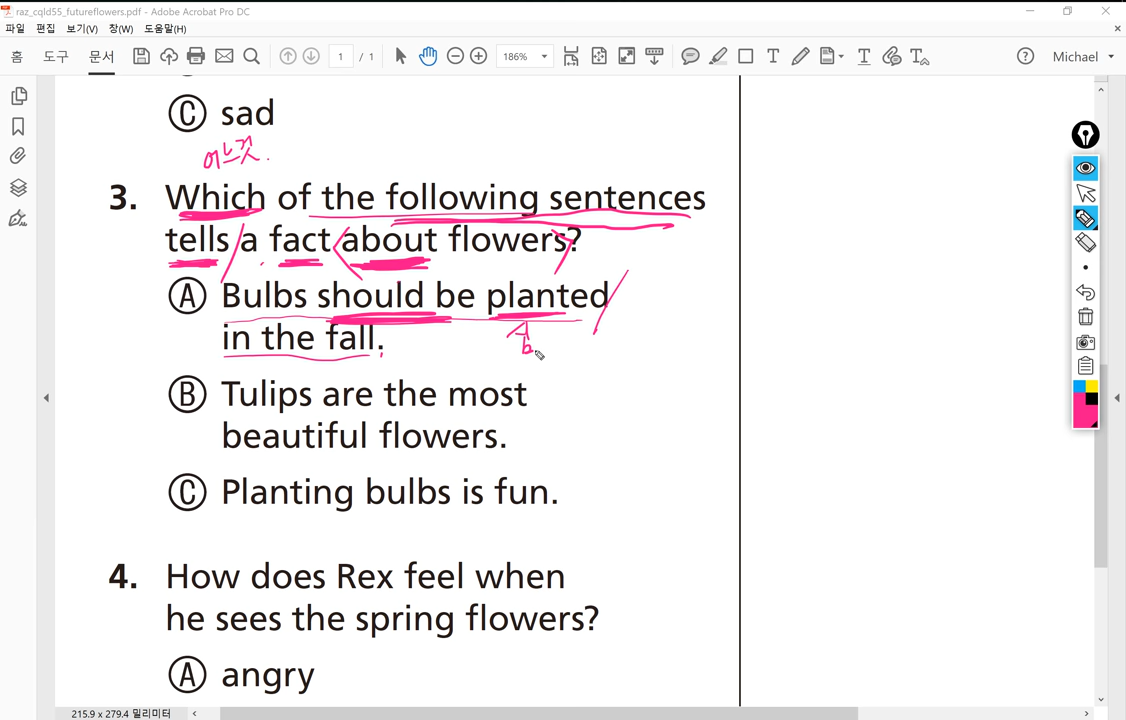 raz_cqld55_futureflowers.pdf - Adobe Acrobat Pro DC
파일 편집 보기(V) 창(W) 도움말(H)
홈 도구 문서 1 / 1 186% Michael
C sad
어느것.
3. Which of the following sentences
tells a fact about flowers?
A Bulbs should be planted
in the fall.
B Tulips are the most
beautiful flowers.
C Planting bulbs is fun.
4. How does Rex feel when
he sees the spring flowers?
A angry
215.9 x 279.4 밀리미터